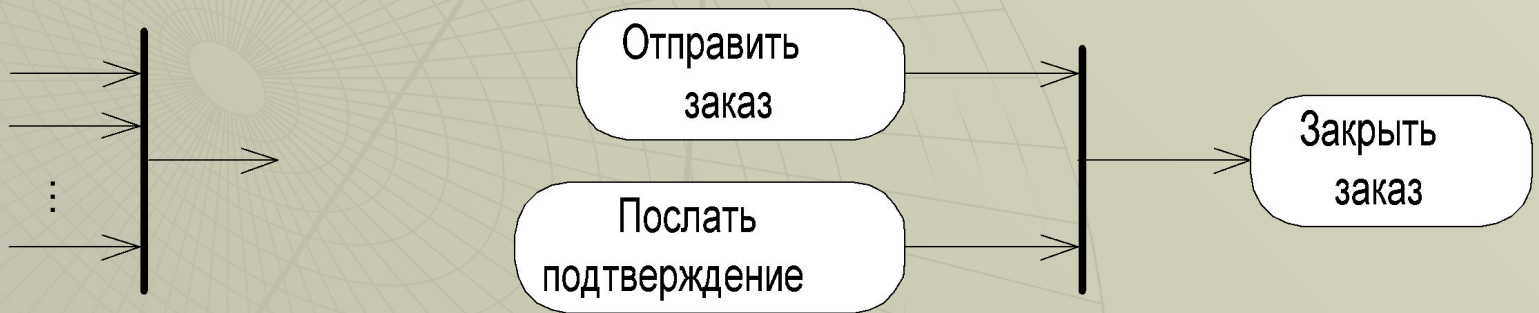 Отправить
заказ
Послать
подтверждение
Закрыть
заказ